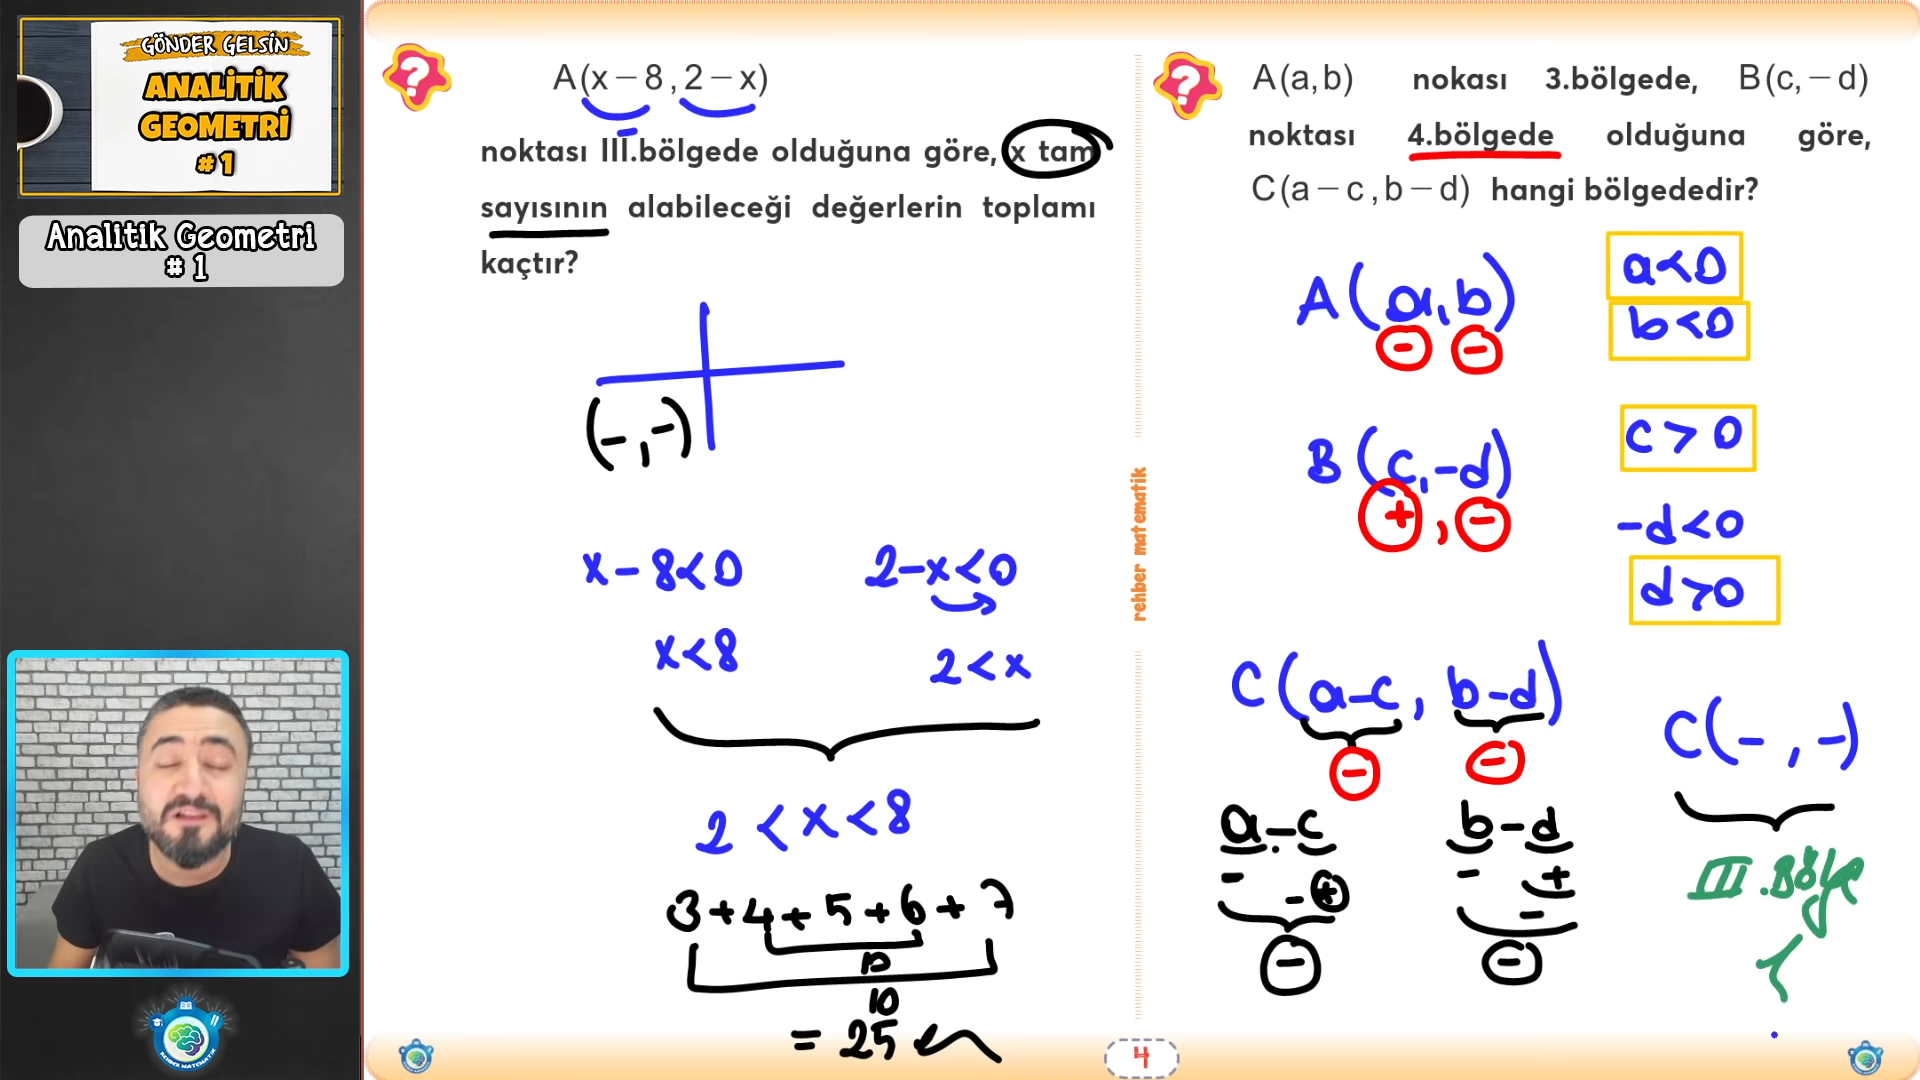 GÖNDER GELSİN
ANALİTİK
GEOMETRİ
# 1
Analitik Geometri
# 1
A(x − 8 , 2 − x)
−
noktası III.bölgede olduğuna göre, x tam
sayısının alabileceği değerlerin toplamı
kaçtır?
(−,−)
x − 8 < 0 2 − x < 0
x < 8 2 < x
2 < x < 8
3 + 4 + 5 + 6 + 7
10
10
= 25
rehber matematik
A(a, b) nokası 3.bölgede, B(c, − d)
noktası 4.bölgede olduğuna göre,
C(a − c , b − d) hangi bölgededir?
A(a, b) a < 0
− − b < 0
B(c, −d) c > 0
+ , − −d < 0
d > 0
C(a−c, b−d) C(−, −)
− −
a − c b − d
− − + − +
−
− −
III. Bölge
4
REHBER MATEMATİK